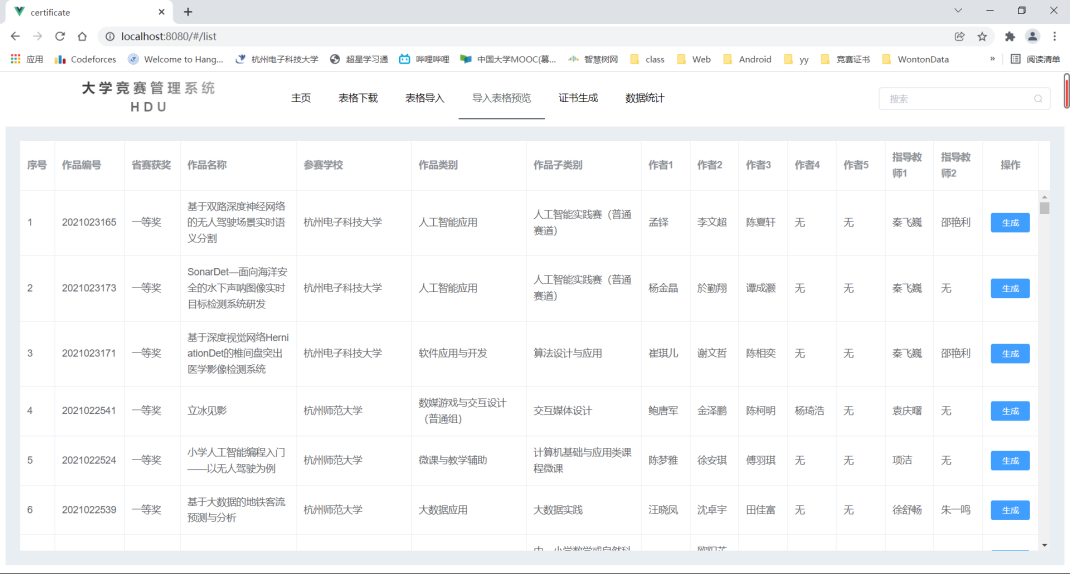 certificate
localhost:8080/#/list
应用 Codeforces Welcome to Hang... 杭州电子科技大学 超星学习通 哔哩哔哩 中国大学MOOC(慕... 智慧树网 class Web Android yy 竞赛证书 WontonData » 阅读清单
大学竞赛管理系统
HDU
主页 表格下载 表格导入 导入表格预览 证书生成 数据统计 搜索
序号 作品编号 省赛获奖 作品名称 参赛学校 作品类别 作品子类别 作者1 作者2 作者3 作者4 作者5 指导教师1 指导教师2 操作
1 2021023165 一等奖 基于双路深度神经网络的无人驾驶场景实时语义分割 杭州电子科技大学 人工智能应用 人工智能实践赛（普通赛道） 孟铎 李文超 陈夏轩 无 无 秦飞巍 邵艳利 生成
2 2021023173 一等奖 SonarDet—面向海洋安全的水下声呐图像实时目标检测系统研发 杭州电子科技大学 人工智能应用 人工智能实践赛（普通赛道） 杨金晶 於勤翔 谭成灏 无 无 秦飞巍 无 生成
3 2021023171 一等奖 基于深度视觉网络HerniationDet的椎间盘突出医学影像检测系统 杭州电子科技大学 软件应用与开发 算法设计与应用 崔琪儿 谢文哲 陈相奕 无 无 秦飞巍 邵艳利 生成
4 2021022541 一等奖 立冰见影 杭州师范大学 数媒游戏与交互设计（普通组） 交互媒体设计 鲍唐军 金泽鹏 陈柯明 杨琦浩 无 袁庆曙 无 生成
5 2021022524 一等奖 小学人工智能编程入门——以无人驾驶为例 杭州师范大学 微课与教学辅助 计算机基础与应用类课程微课 陈梦雅 徐安琪 傅羽琪 无 无 项洁 无 生成
6 2021022539 一等奖 基于大数据的地铁客流预测与分析 杭州师范大学 大数据应用 大数据实践 汪晓凤 沈卓宇 田佳富 无 无 徐舒畅 朱一鸣 生成